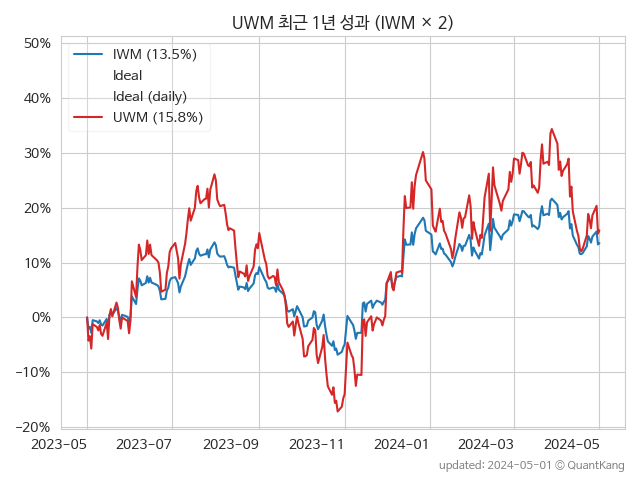 UWM 최근 1년 성과 (IWM × 2)
IWM (13.5%)
Ideal
Ideal (daily)
UWM (15.8%)
50%
40%
30%
20%
10%
0%
−10%
−20%
2023-05 2023-07 2023-09 2023-11 2024-01 2024-03 2024-05
updated: 2024-05-01 © QuantKang